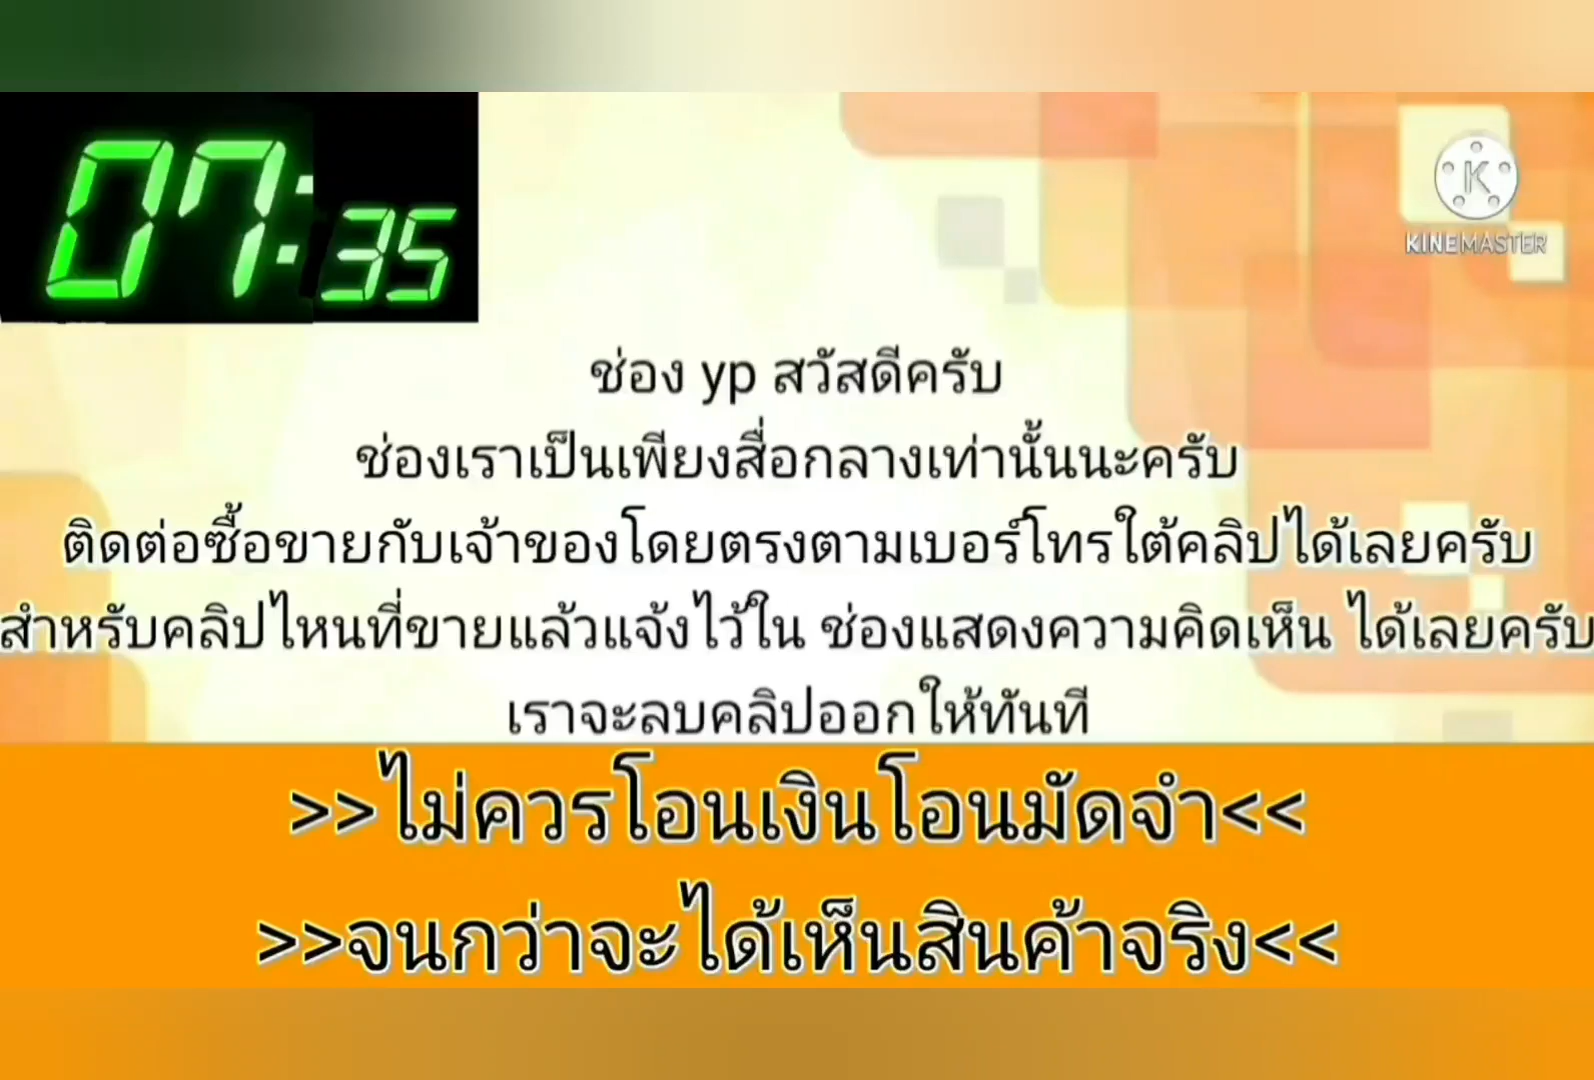 07:35
KINEMASTER
ช่อง yp สวัสดีครับ
ช่องเราเป็นเพียงสื่อกลางเท่านั้นนะครับ
ติดต่อซื้อขายกับเจ้าของโดยตรงตามเบอร์โทรใต้คลิปได้เลยครับ
สำหรับคลิปไหนที่ขายแล้วแจ้งไว้ใน ช่องแสดงความคิดเห็น ได้เลยครับ
เราจะลบคลิปออกให้ทันที
>>ไม่ควรโอนเงินโอนมัดจำ<<
>>จนกว่าจะได้เห็นสินค้าจริง<<